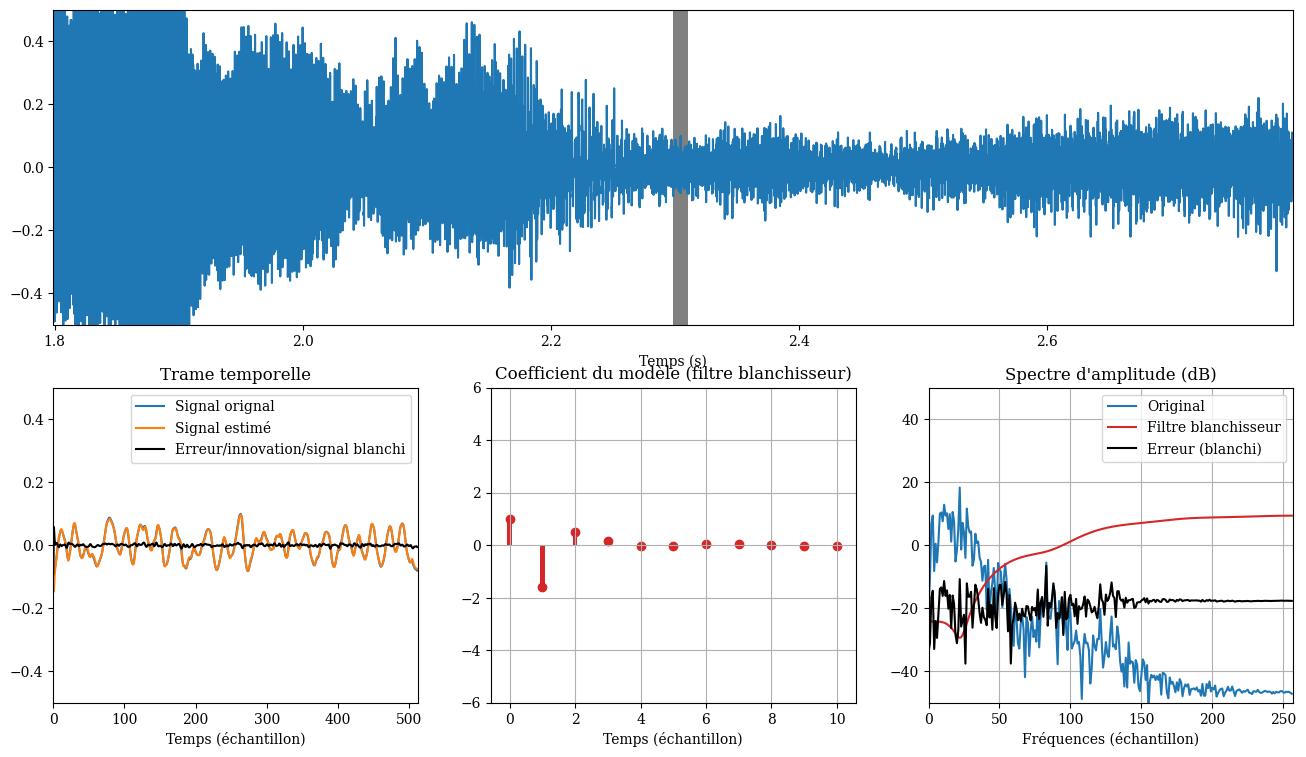 0.4
0.2
0.0
−0.2
−0.4
1.8 2.0 2.2 2.4 2.6
Temps (s)
Trame temporelle
Signal orignal
Signal estimé
Erreur/innovation/signal blanchi
0.4
0.2
0.0
−0.2
−0.4
0 100 200 300 400 500
Temps (échantillon)
Coefficient du modèle (filtre blanchisseur)
6
4
2
0
−2
−4
−6
0 2 4 6 8 10
Temps (échantillon)
Spectre d'amplitude (dB)
Original
Filtre blanchisseur
Erreur (blanchi)
40
20
0
−20
−40
0 50 100 150 200 250
Fréquences (échantillon)